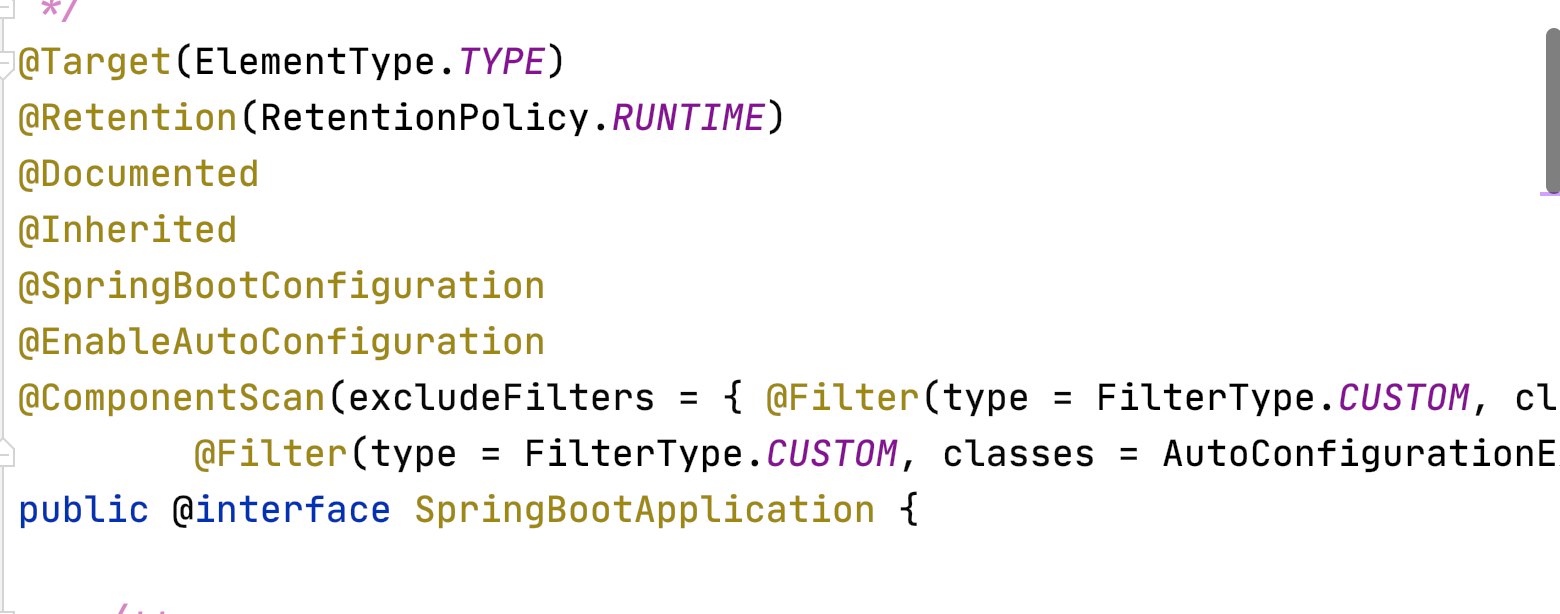 */
@Target(ElementType.TYPE)
@Retention(RetentionPolicy.RUNTIME)
@Documented
@Inherited
@SpringBootConfiguration
@EnableAutoConfiguration
@ComponentScan(excludeFilters = { @Filter(type = FilterType.CUSTOM, cl
@Filter(type = FilterType.CUSTOM, classes = AutoConfigurationE
public @interface SpringBootApplication {